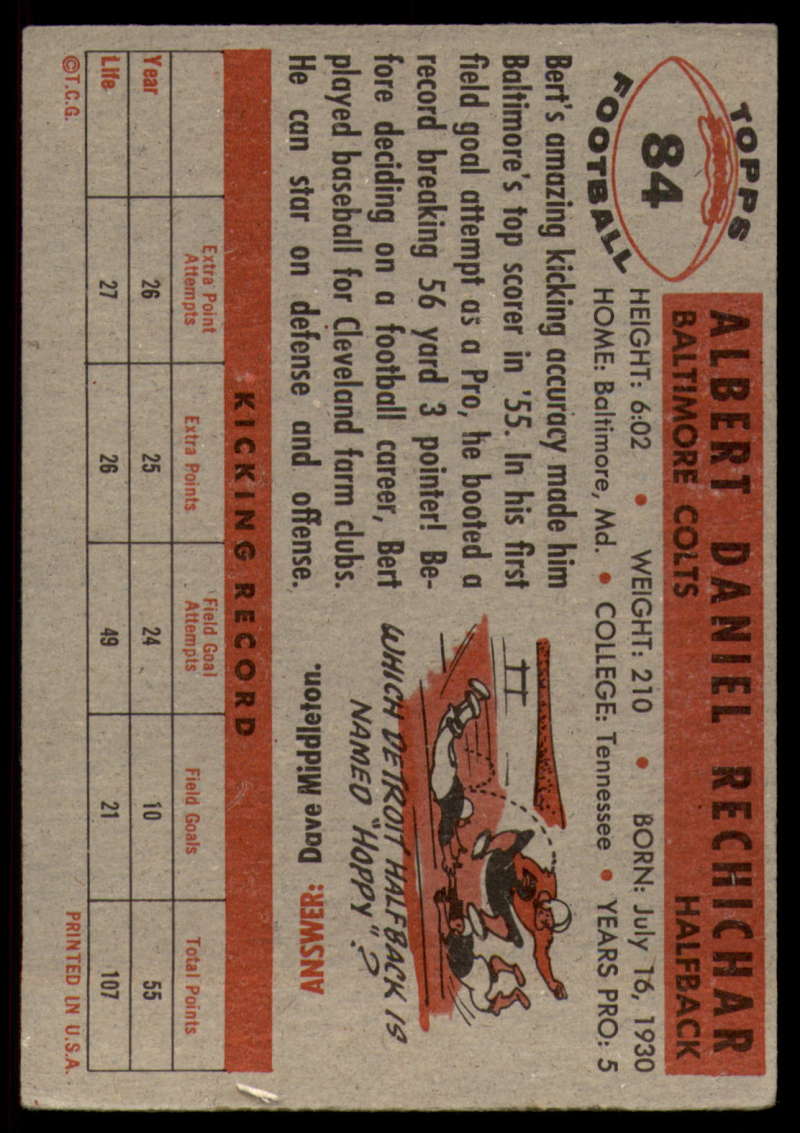 TOPPS
84
FOOTBALL
ALBERT DANIEL RECHICHAR
BALTIMORE COLTS HALFBACK
HEIGHT: 6:02 • WEIGHT: 210 • BORN: July 16, 1930
HOME: Baltimore, Md. • COLLEGE: Tennessee • YEARS PRO: 5
Bert's amazing kicking accuracy made him
Baltimore's top scorer in '55. In his first
field goal attempt as a Pro, he booted a
record breaking 56 yard 3 pointer! Be-
fore deciding on a football career, Bert
played baseball for Cleveland farm clubs.
He can star on defense and offense.
WHICH DETROIT HALFBACK IS
NAMED "HOPPY"?
ANSWER: Dave Middleton.
KICKING RECORD
Extra Point Attempts Extra Points Field Goal Attempts Field Goals Total Points
Year 26 25 24 10 55
Life 27 26 49 21 107
©T.C.G. PRINTED IN U.S.A.